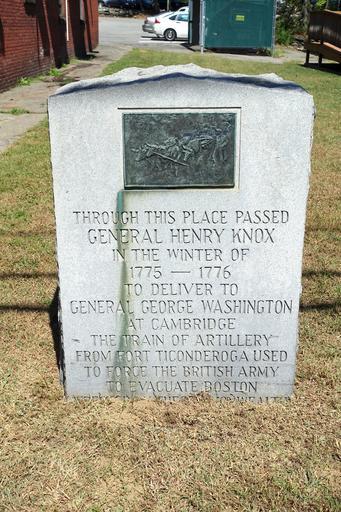 THROUGH THIS PLACE PASSED
GENERAL HENRY KNOX
IN THE WINTER OF
1775 — 1776
TO DELIVER TO
GENERAL GEORGE WASHINGTON
AT CAMBRIDGE
THE TRAIN OF ARTILLERY
FROM FORT TICONDEROGA USED
TO FORCE THE BRITISH ARMY
TO EVACUATE BOSTON